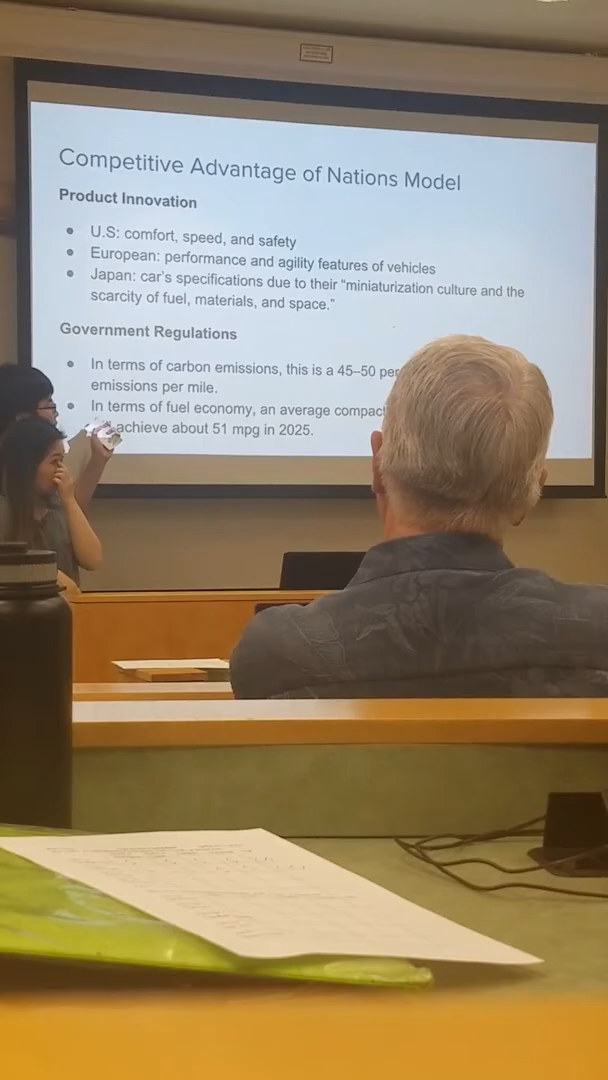 Competitive Advantage of Nations Model
Product Innovation
U.S: comfort, speed, and safety
European: performance and agility features of vehicles
Japan: car's specifications due to their "miniaturization culture and the
scarcity of fuel, materials, and space."
Government Regulations
In terms of carbon emissions, this is a 45–50 per
emissions per mile.
In terms of fuel economy, an average compact
achieve about 51 mpg in 2025.